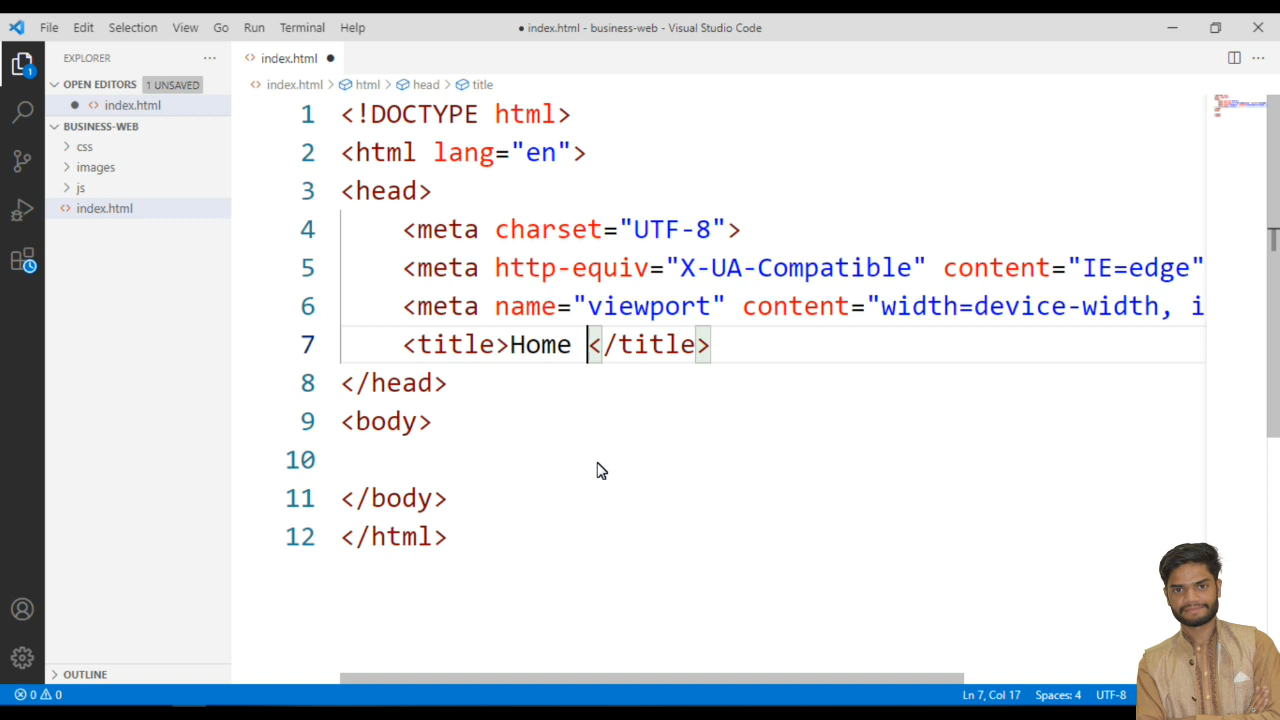 File Edit Selection View Go Run Terminal Help ● index.html - business-web - Visual Studio Code
EXPLORER ···
OPEN EDITORS 1 UNSAVED
● <> index.html
BUSINESS-WEB
> css
> images
> js
<> index.html
OUTLINE
<> index.html ●
<> index.html > html > head > title
1 <!DOCTYPE html>
2 <html lang="en">
3 <head>
4 <meta charset="UTF-8">
5 <meta http-equiv="X-UA-Compatible" content="IE=edge"
6 <meta name="viewport" content="width=device-width, i
7 <title>Home </title>
8 </head>
9 <body>
10
11 </body>
12 </html>
1
0 0 Ln 7, Col 17 Spaces: 4 UTF-8